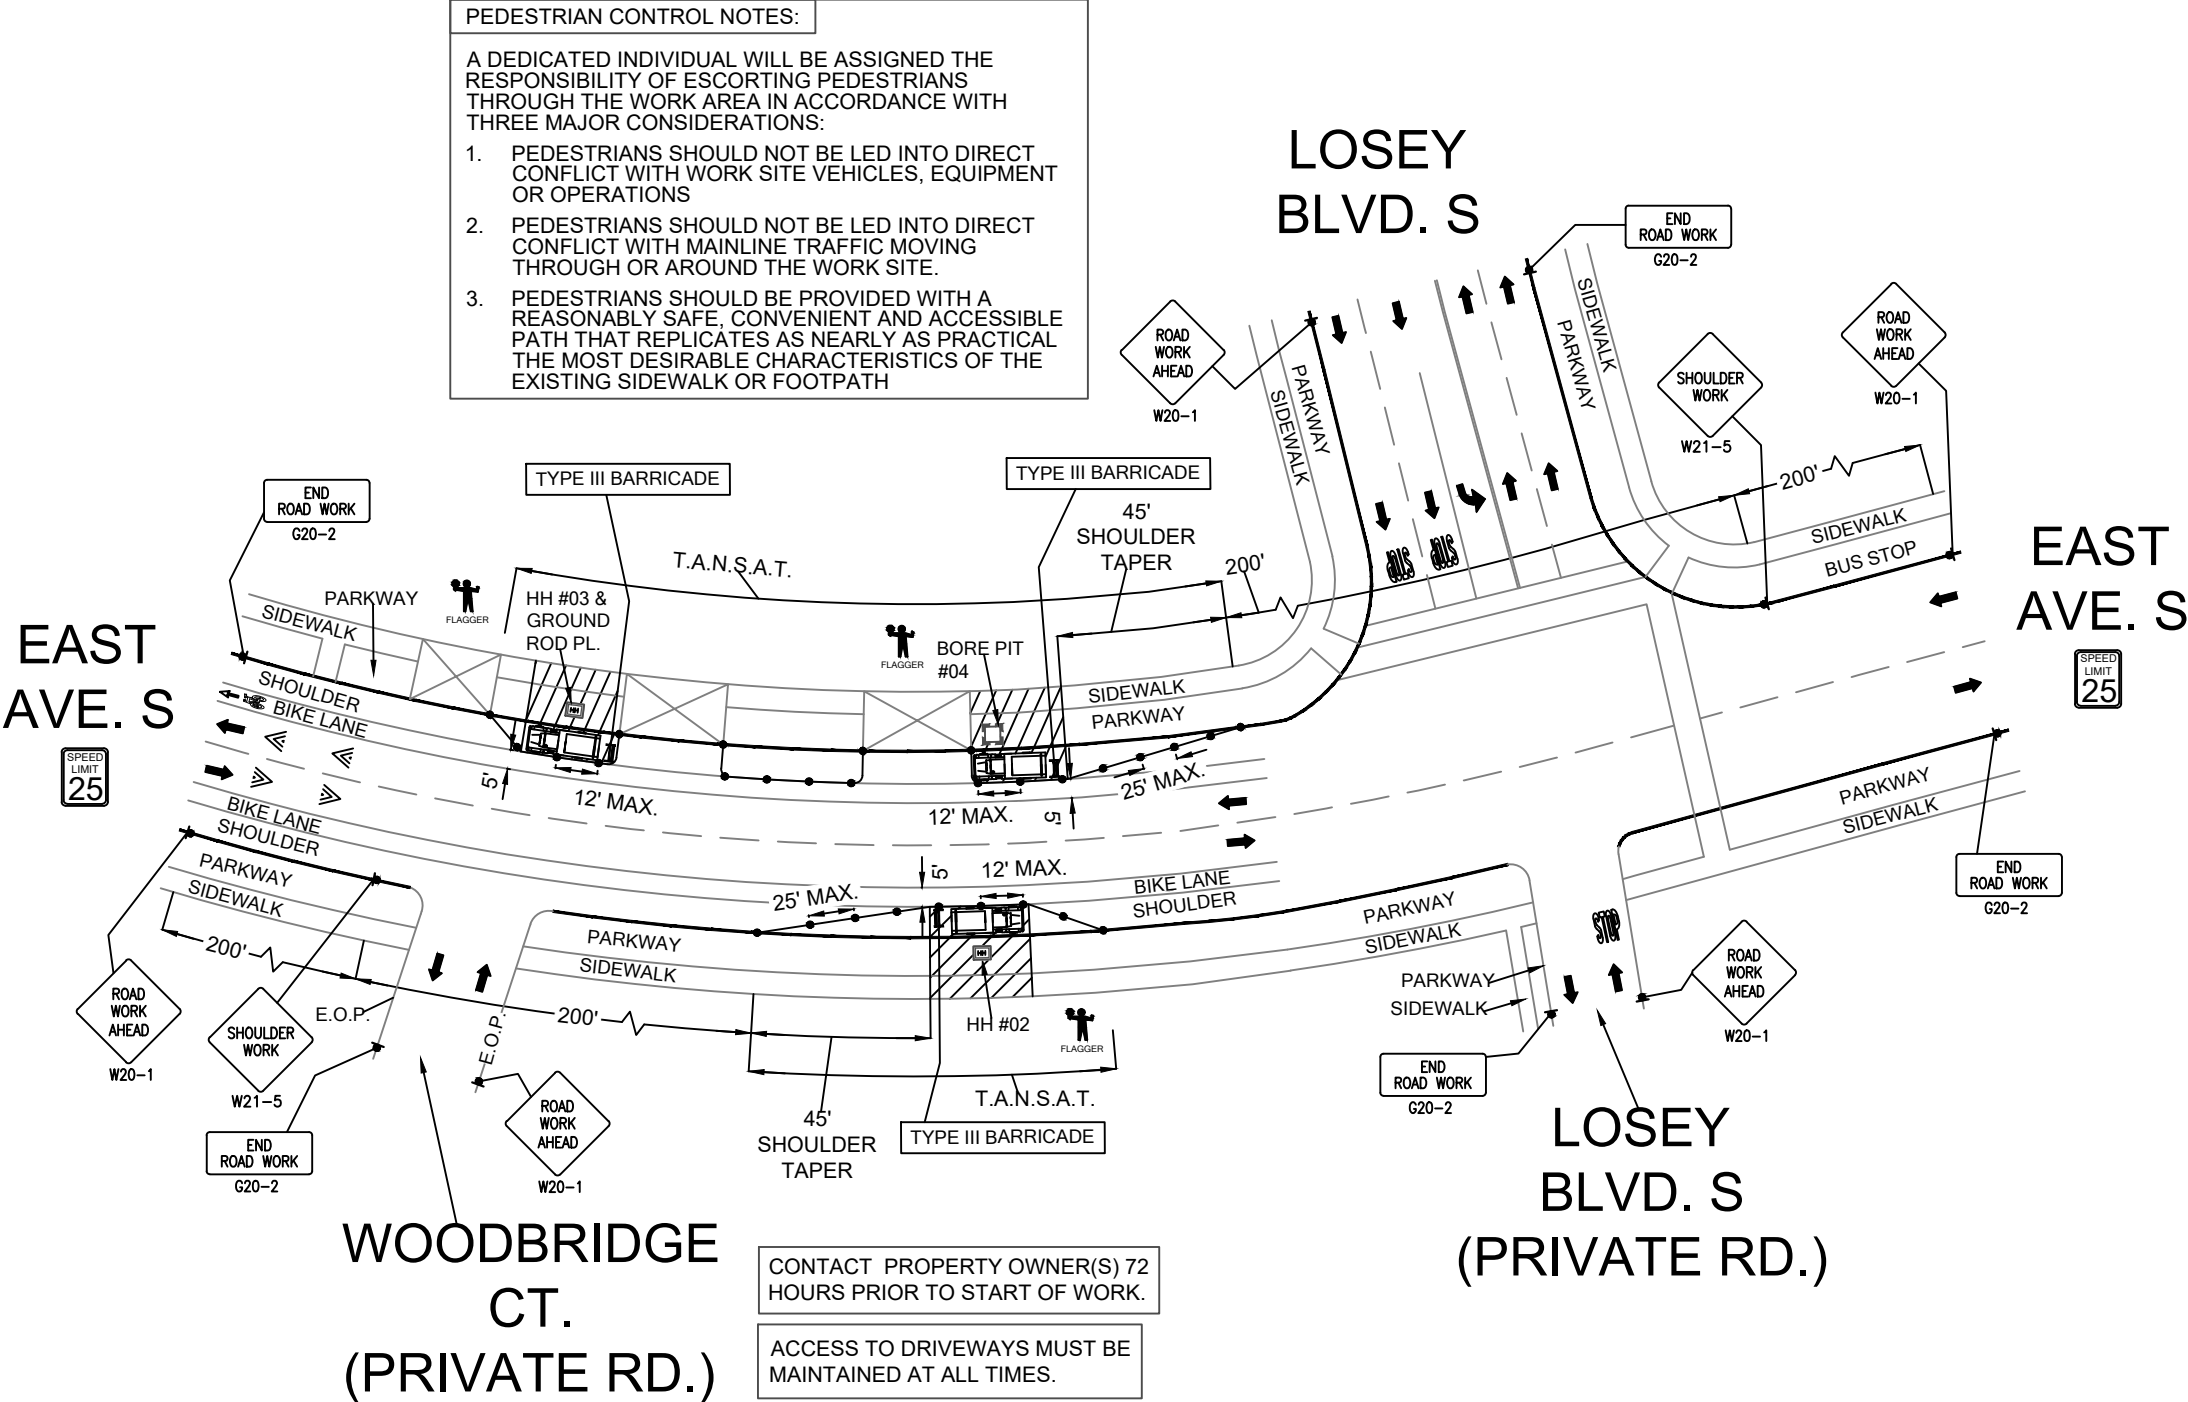 PEDESTRIAN CONTROL NOTES:
A DEDICATED INDIVIDUAL WILL BE ASSIGNED THE
RESPONSIBILITY OF ESCORTING PEDESTRIANS
THROUGH THE WORK AREA IN ACCORDANCE WITH
THREE MAJOR CONSIDERATIONS:
1. PEDESTRIANS SHOULD NOT BE LED INTO DIRECT
CONFLICT WITH WORK SITE VEHICLES, EQUIPMENT
OR OPERATIONS
2. PEDESTRIANS SHOULD NOT BE LED INTO DIRECT
CONFLICT WITH MAINLINE TRAFFIC MOVING
THROUGH OR AROUND THE WORK SITE.
3. PEDESTRIANS SHOULD BE PROVIDED WITH A
REASONABLY SAFE, CONVENIENT AND ACCESSIBLE
PATH THAT REPLICATES AS NEARLY AS PRACTICAL
THE MOST DESIRABLE CHARACTERISTICS OF THE
EXISTING SIDEWALK OR FOOTPATH
LOSEY
BLVD. S
END
ROAD WORK
G20-2
ROAD
WORK
AHEAD
W20-1
PARKWAY
SIDEWALK
SIDEWALK
PARKWAY
SHOULDER
WORK
W21-5
ROAD
WORK
AHEAD
W20-1
200'
SIDEWALK
BUS STOP
EAST
AVE. S
SPEED
LIMIT
25
STOP
STOP
TYPE III BARRICADE
TYPE III BARRICADE
45'
SHOULDER
TAPER
200'
END
ROAD WORK
G20-2
T.A.N.S.A.T.
PARKWAY
SIDEWALK
FLAGGER
HH #03 &
GROUND
ROD PL.
HH
FLAGGER
BORE PIT
#04
SIDEWALK
PARKWAY
EAST
AVE. S
SPEED
LIMIT
25
SHOULDER
BIKE LANE
5'
12' MAX.
12' MAX.
5'
25' MAX.
BIKE LANE
SHOULDER
PARKWAY
SIDEWALK
200'
ROAD
WORK
AHEAD
W20-1
SHOULDER
WORK
W21-5
END
ROAD WORK
G20-2
E.O.P.
E.O.P.
ROAD
WORK
AHEAD
W20-1
200'
PARKWAY
SIDEWALK
25' MAX.
5'
12' MAX.
BIKE LANE
SHOULDER
HH
HH #02
FLAGGER
T.A.N.S.A.T.
45'
SHOULDER
TAPER
TYPE III BARRICADE
PARKWAY
SIDEWALK
PARKWAY
SIDEWALK
STOP
END
ROAD WORK
G20-2
ROAD
WORK
AHEAD
W20-1
PARKWAY
SIDEWALK
END
ROAD WORK
G20-2
WOODBRIDGE
CT.
(PRIVATE RD.)
LOSEY
BLVD. S
(PRIVATE RD.)
CONTACT PROPERTY OWNER(S) 72
HOURS PRIOR TO START OF WORK.
ACCESS TO DRIVEWAYS MUST BE
MAINTAINED AT ALL TIMES.